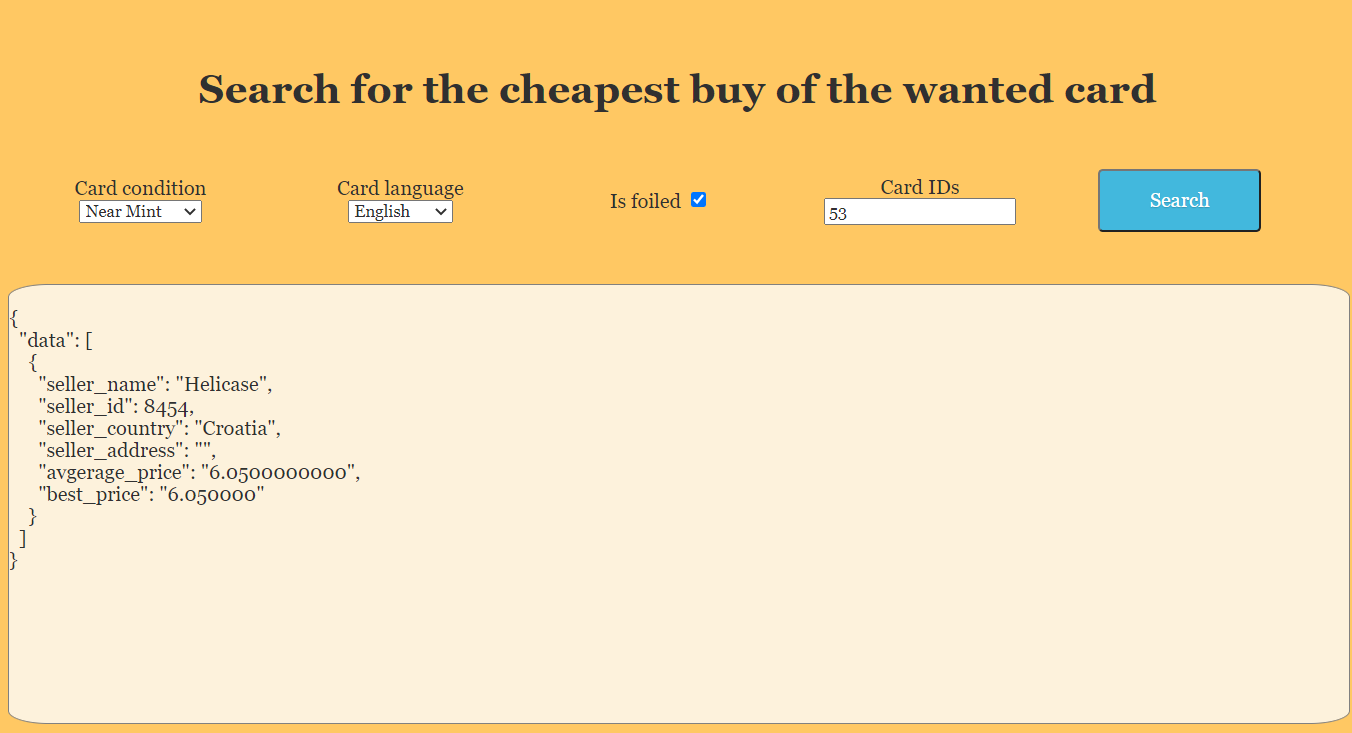 Search for the cheapest buy of the wanted card
Card condition
Near Mint
Card language
English
Is foiled
Card IDs
53
Search
{
"data": [
{
"seller_name": "Helicase",
"seller_id": 8454,
"seller_country": "Croatia",
"seller_address": "",
"avgerage_price": "6.0500000000",
"best_price": "6.050000"
}
]
}